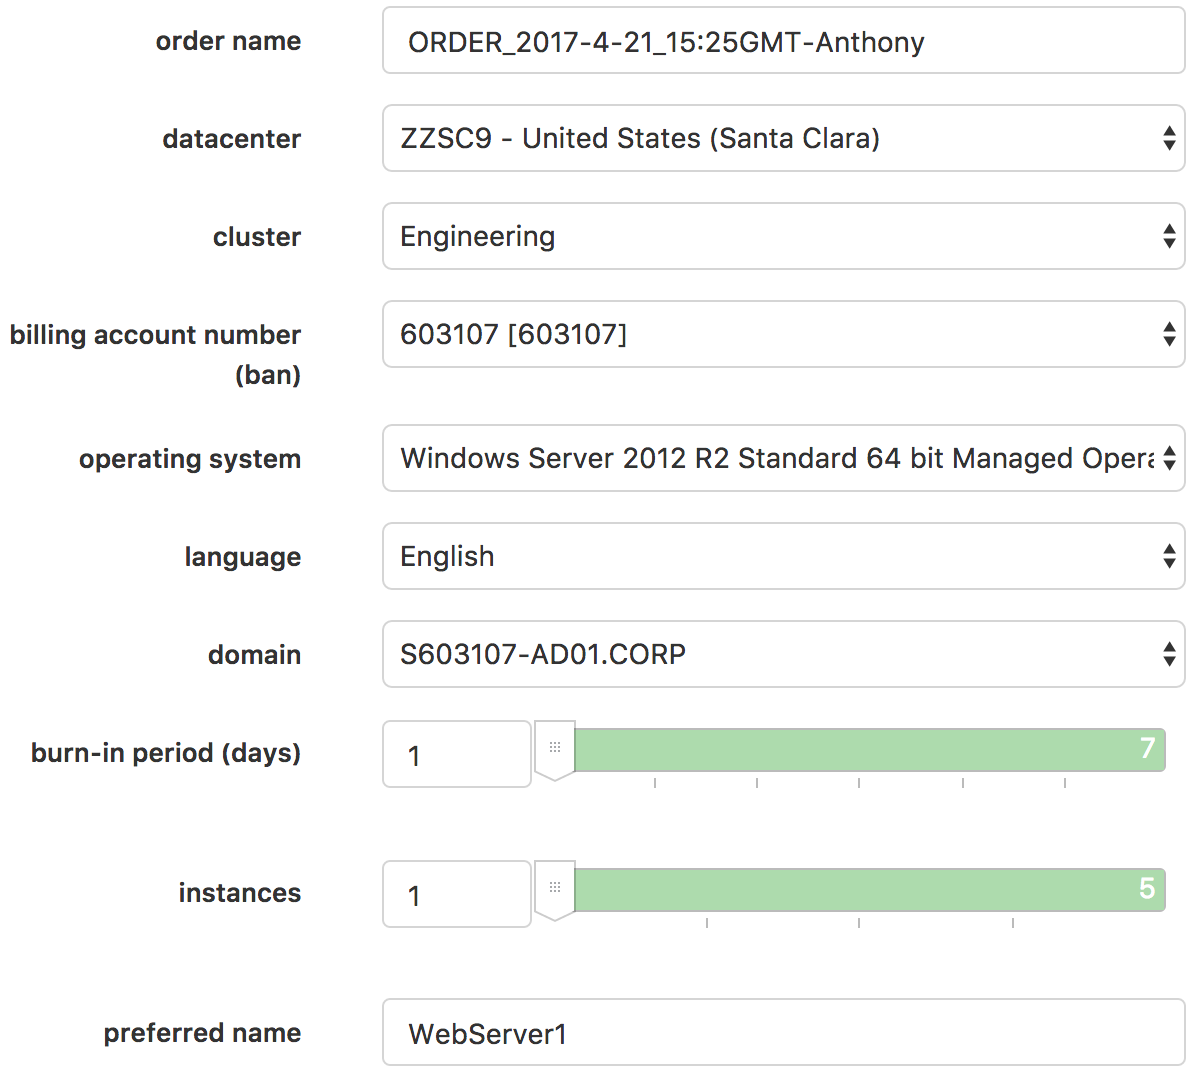 order name ORDER_2017-4-21_15:25GMT-Anthony
datacenter ZZSC9 - United States (Santa Clara)
cluster Engineering
billing account number 603107 [603107]
(ban)
operating system Windows Server 2012 R2 Standard 64 bit Managed Opera
language English
domain S603107-AD01.CORP
burn-in period (days) 1 7
instances 1 5
preferred name WebServer1